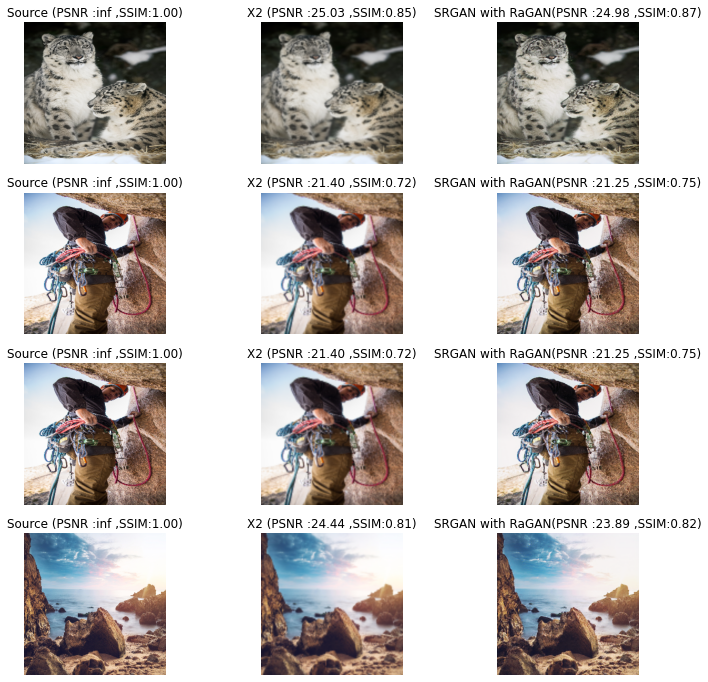 Source (PSNR :inf ,SSIM:1.00)
X2 (PSNR :25.03 ,SSIM:0.85)
SRGAN with RaGAN(PSNR :24.98 ,SSIM:0.87)
Source (PSNR :inf ,SSIM:1.00)
X2 (PSNR :21.40 ,SSIM:0.72)
SRGAN with RaGAN(PSNR :21.25 ,SSIM:0.75)
Source (PSNR :inf ,SSIM:1.00)
X2 (PSNR :21.40 ,SSIM:0.72)
SRGAN with RaGAN(PSNR :21.25 ,SSIM:0.75)
Source (PSNR :inf ,SSIM:1.00)
X2 (PSNR :24.44 ,SSIM:0.81)
SRGAN with RaGAN(PSNR :23.89 ,SSIM:0.82)